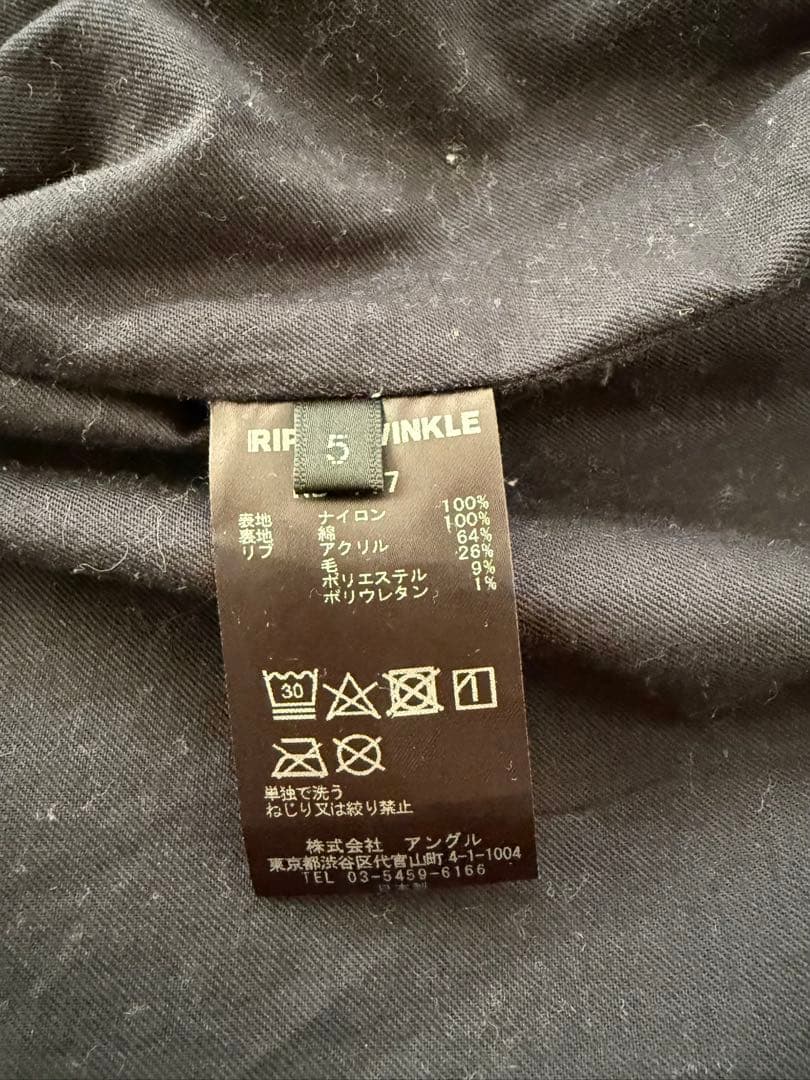 5
WINKLE
表地 ナイロン 100%
裏地 綿 100%
リブ アクリル 64%
毛 26%
ポリエステル 9%
ポリウレタン 1%
30
単独で洗う
ねじり又は絞り禁止
株式会社 アングル
東京都渋谷区代官山町 4-1-1004
TEL 03-5459-6166
日本製